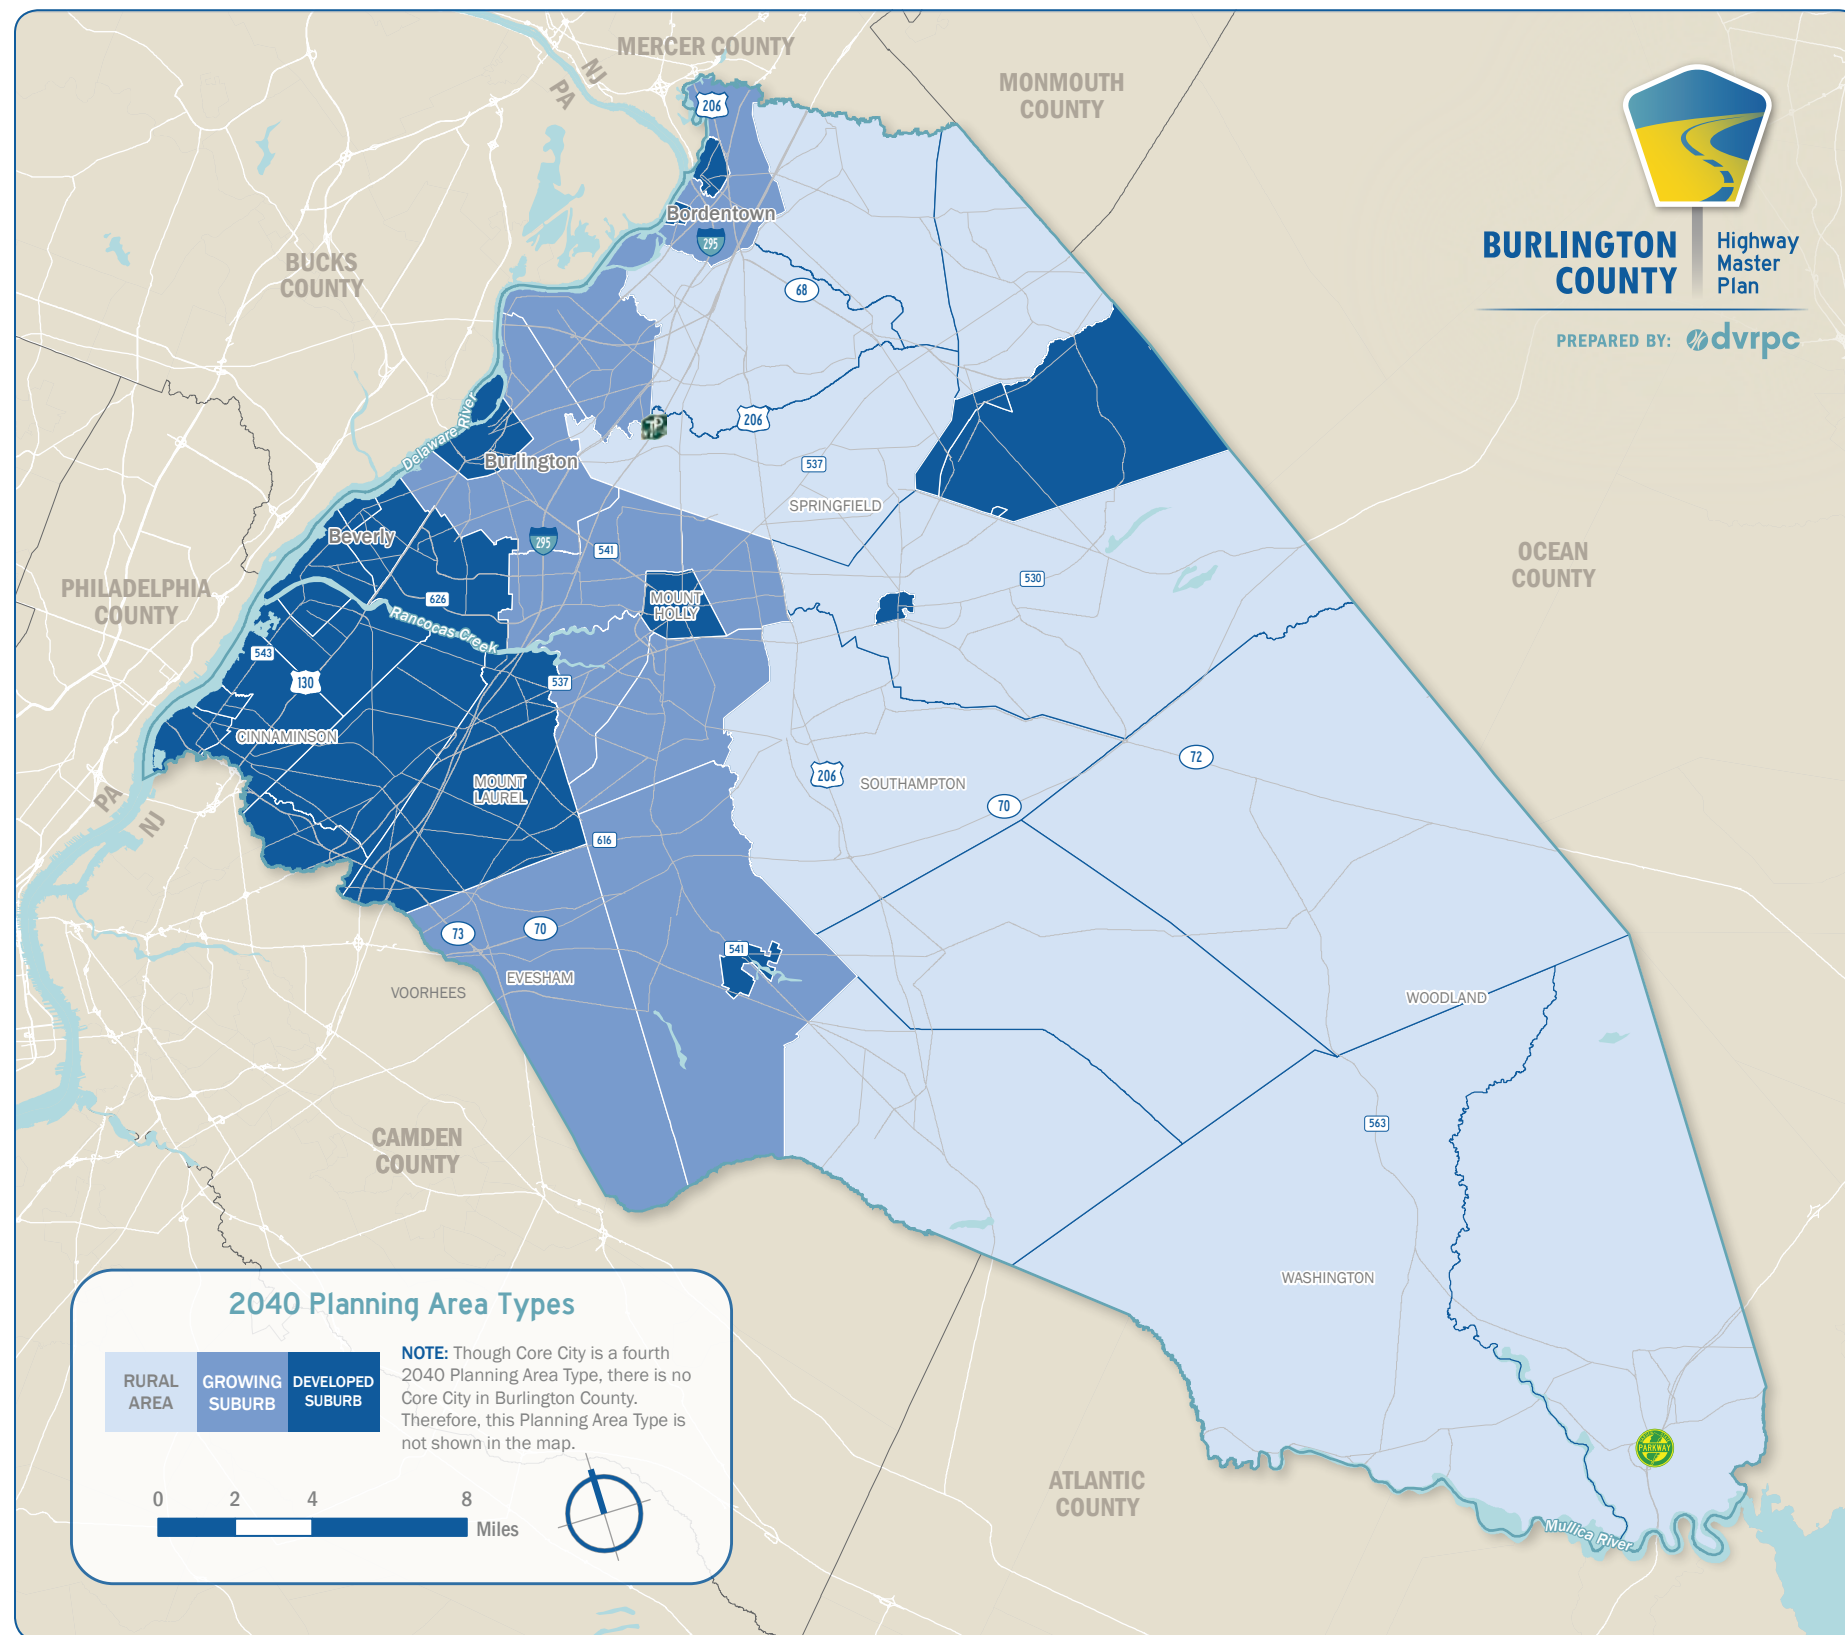 MERCER COUNTY
NJ
PA
206
MONMOUTH
COUNTY
BURLINGTON
COUNTY
Highway
Master
Plan
PREPARED BY: dvrpc
Bordentown
295
BUCKS
COUNTY
68
Delaware River
206
TP
Burlington
537
SPRINGFIELD
Beverly
295
541
OCEAN
COUNTY
PHILADELPHIA
COUNTY
626
MOUNT
HOLLY
530
Rancocas Creek
543
130
537
CINNAMINSON
MOUNT
LAUREL
206
SOUTHAMPTON
72
70
PA
NJ
616
73
70
541
EVESHAM
VOORHEES
WOODLAND
CAMDEN
COUNTY
563
WASHINGTON
2040 Planning Area Types
RURAL
AREA
GROWING
SUBURB
DEVELOPED
SUBURB
NOTE: Though Core City is a fourth
2040 Planning Area Type, there is no
Core City in Burlington County.
Therefore, this Planning Area Type is
not shown in the map.
0 2 4 8
Miles
PARKWAY
ATLANTIC
COUNTY
Mullica River